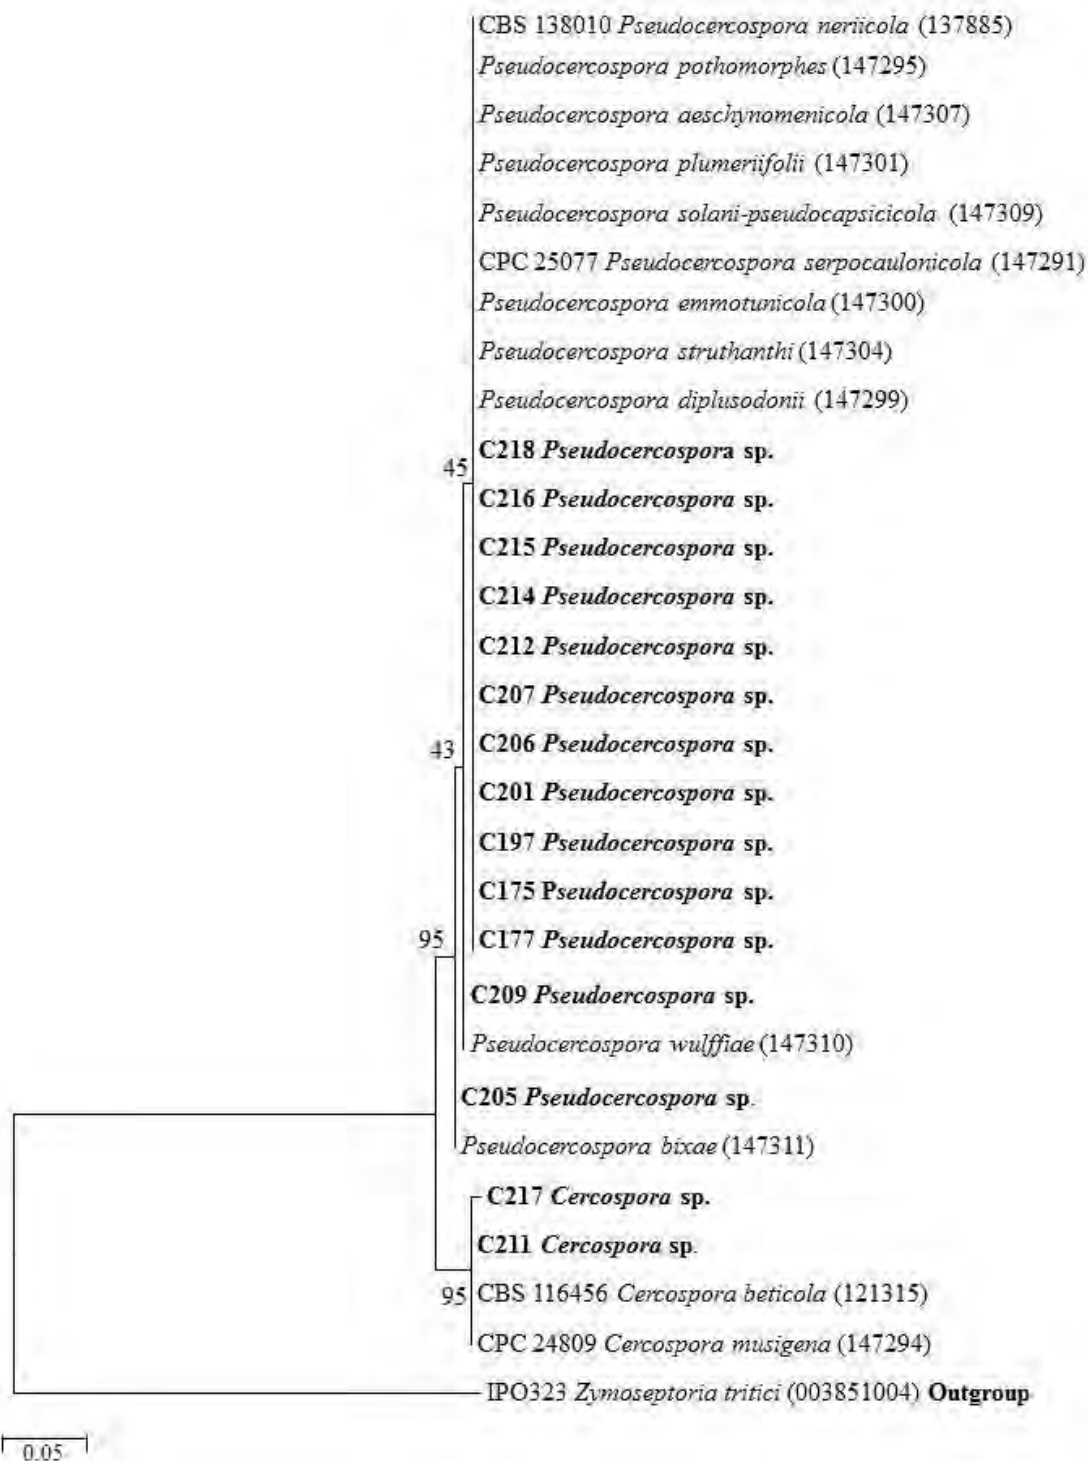 CBS 138010 Pseudocercospora neriicola (137885)
Pseudocercospora pothomorphes (147295)
Pseudocercospora aeschynomenicola (147307)
Pseudocercospora plumeriifolii (147301)
Pseudocercospora solani-pseudocapsicicola (147309)
CPC 25077 Pseudocercospora serpocaulonicola (147291)
Pseudocercospora emmotunicola (147300)
Pseudocercospora struthanthi (147304)
Pseudocercospora diplusodonii (147299)
C218 Pseudocercospora sp.
45
C216 Pseudocercospora sp.
C215 Pseudocercospora sp.
C214 Pseudocercospora sp.
C212 Pseudocercospora sp.
C207 Pseudocercospora sp.
43
C206 Pseudocercospora sp.
C201 Pseudocercospora sp.
C197 Pseudocercospora sp.
C175 Pseudocercospora sp.
95
C177 Pseudocercospora sp.
C209 Pseudoercospora sp.
Pseudocercospora wulffiae (147310)
C205 Pseudocercospora sp.
Pseudocercospora bixae (147311)
C217 Cercospora sp.
C211 Cercospora sp.
95
CBS 116456 Cercospora beticola (121315)
CPC 24809 Cercospora musigena (147294)
IPO323 Zymoseptoria tritici (003851004) Outgroup
0.05